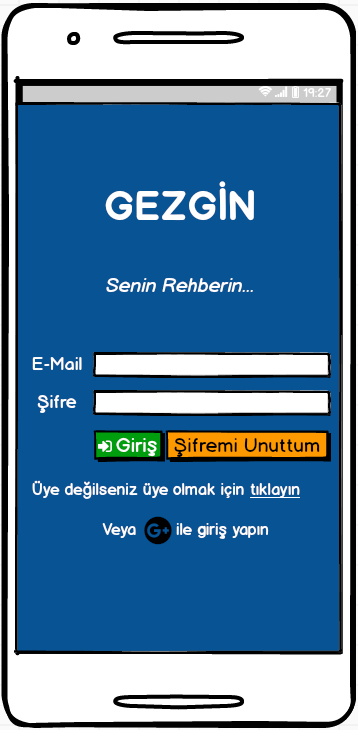 19:27
GEZGİN
Senin Rehberin...
E-Mail
Şifre
Giriş Şifremi Unuttum
Üye değilseniz üye olmak için tıklayın
Veya G+ ile giriş yapın